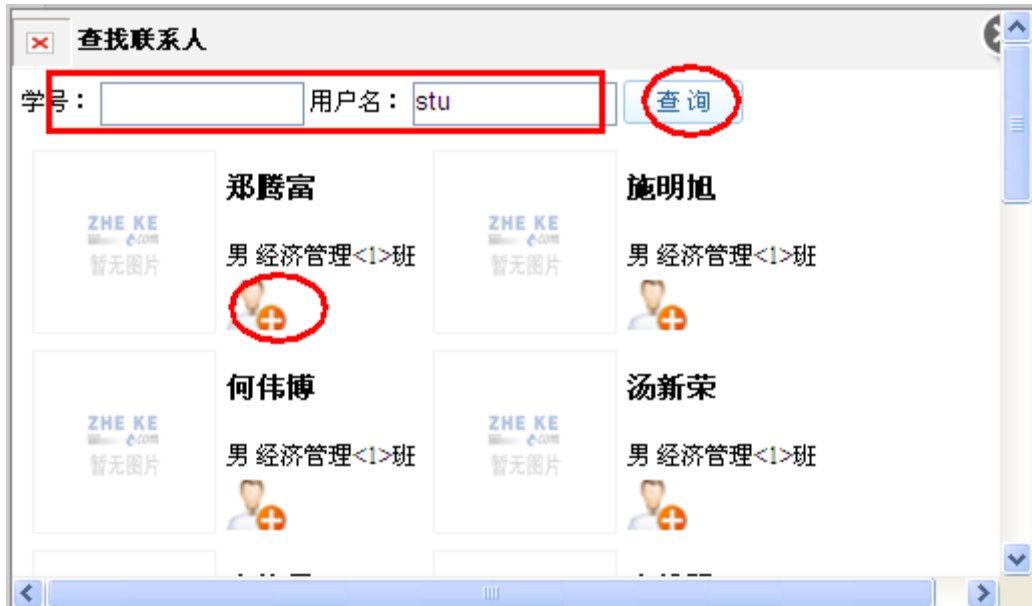 查找联系人
学号： 用户名： stu 查询
郑腾富 施明旭
ZHE KE ZHE KE
.com .com
暂无图片 暂无图片
男 经济管理<1>班 男 经济管理<1>班
何伟博 汤新荣
ZHE KE ZHE KE
.com .com
暂无图片 暂无图片
男 经济管理<1>班 男 经济管理<1>班